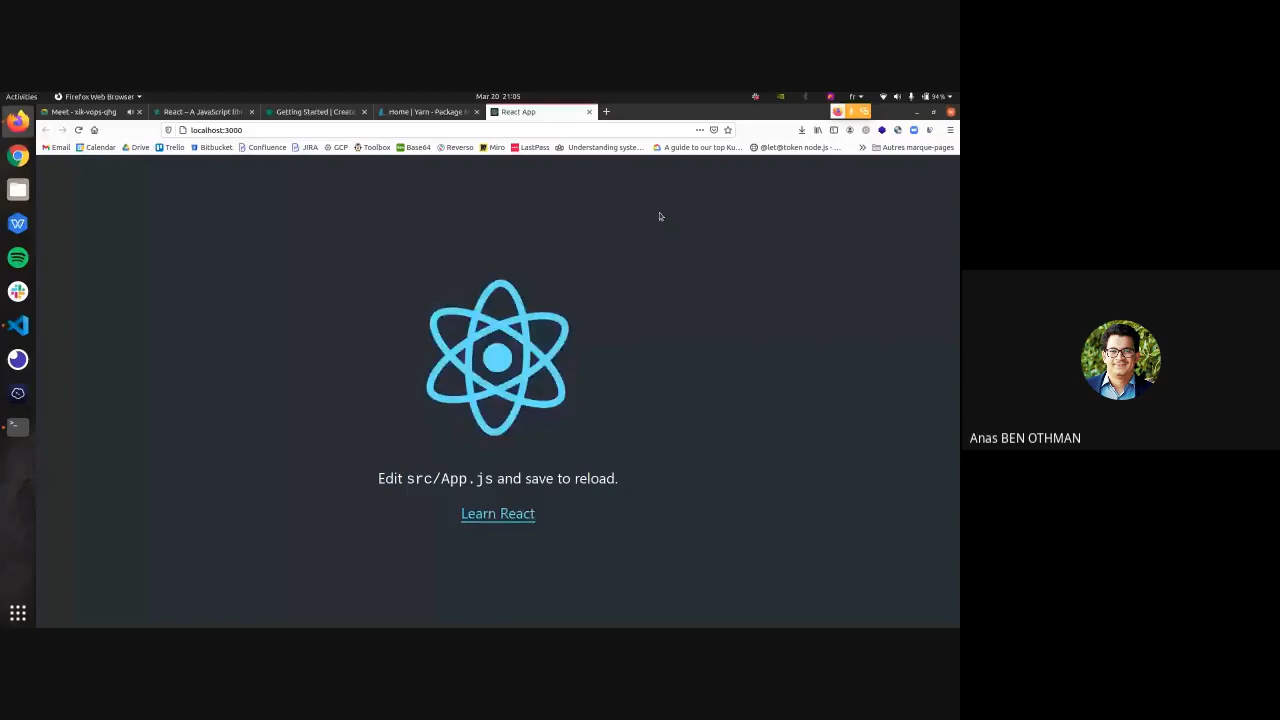 Activities
Firefox Web Browser
Mar 20 21:05
fr
94%
Meet - xik-vops-qhg
React – A JavaScript lib
Getting Started | Creat
Home | Yarn - Package
React App
localhost:3000
Email
Calendar
Drive
Trello
Bitbucket
Confluence
JIRA
GCP
Toolbox
Base64
Reverso
Miro
LastPass
Understanding syste...
A guide to our top Ku...
@let@token node.js - ...
Autres marque-pages
Edit src/App.js and save to reload.
Learn React
Anas BEN OTHMAN